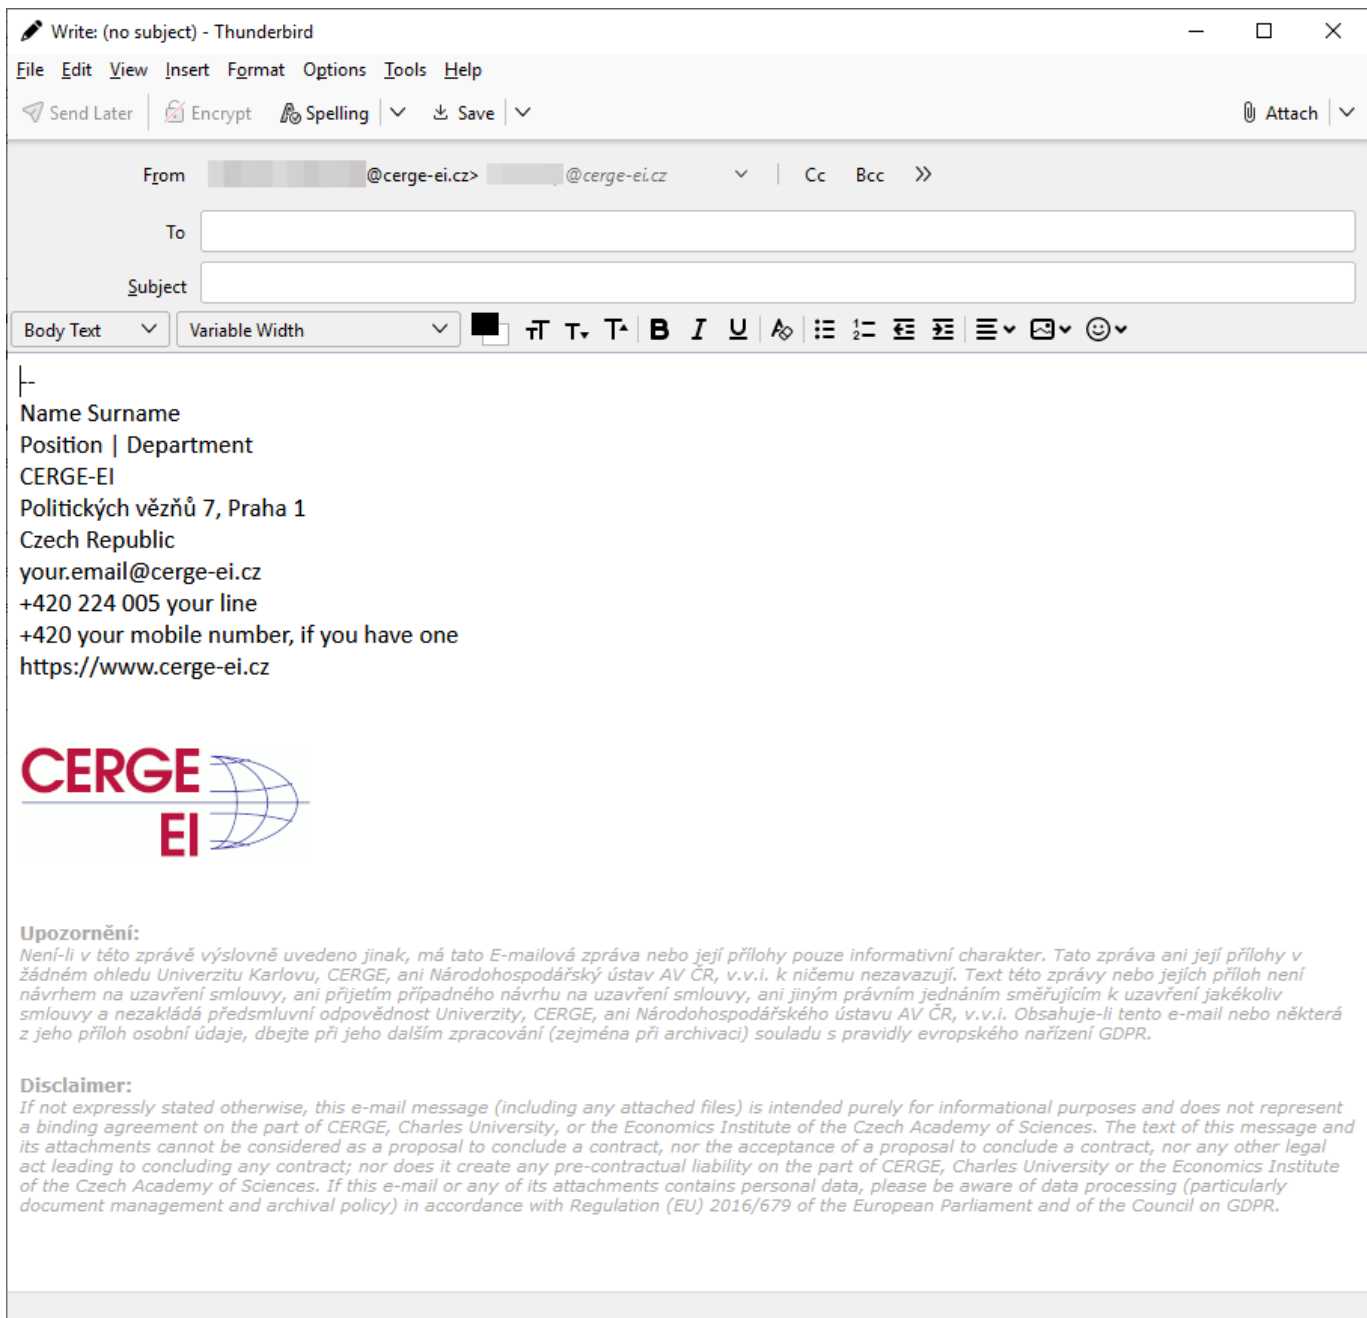 Write: (no subject) - Thunderbird
File Edit View Insert Format Options Tools Help
Send Later Encrypt Spelling Save Attach
From @cerge-ei.cz> @cerge-ei.cz Cc Bcc
To
Subject
Body Text Variable Width
--
Name Surname
Position | Department
CERGE-EI
Politických vězňů 7, Praha 1
Czech Republic
your.email@cerge-ei.cz
+420 224 005 your line
+420 your mobile number, if you have one
https://www.cerge-ei.cz
CERGE
EI
Upozornění:
Není-li v této zprávě výslovně uvedeno jinak, má tato E-mailová zpráva nebo její přílohy pouze informativní charakter. Tato zpráva ani její přílohy v
žádném ohledu Univerzitu Karlovu, CERGE, ani Národohospodářský ústav AV ČR, v.v.i. k ničemu nezavazují. Text této zprávy nebo jejích příloh není
návrhem na uzavření smlouvy, ani přijetím případného návrhu na uzavření smlouvy, ani jiným právním jednáním směřujícím k uzavření jakékoliv
smlouvy a nezakládá předsmluvní odpovědnost Univerzity, CERGE, ani Národohospodářského ústavu AV ČR, v.v.i. Obsahuje-li tento e-mail nebo některá
z jeho příloh osobní údaje, dbejte při jeho dalším zpracování (zejména při archivaci) souladu s pravidly evropského nařízení GDPR.
Disclaimer:
If not expressly stated otherwise, this e-mail message (including any attached files) is intended purely for informational purposes and does not represent
a binding agreement on the part of CERGE, Charles University, or the Economics Institute of the Czech Academy of Sciences. The text of this message and
its attachments cannot be considered as a proposal to conclude a contract, nor the acceptance of a proposal to conclude a contract, nor any other legal
act leading to concluding any contract; nor does it create any pre-contractual liability on the part of CERGE, Charles University or the Economics Institute
of the Czech Academy of Sciences. If this e-mail or any of its attachments contains personal data, please be aware of data processing (particularly
document management and archival policy) in accordance with Regulation (EU) 2016/679 of the European Parliament and of the Council on GDPR.